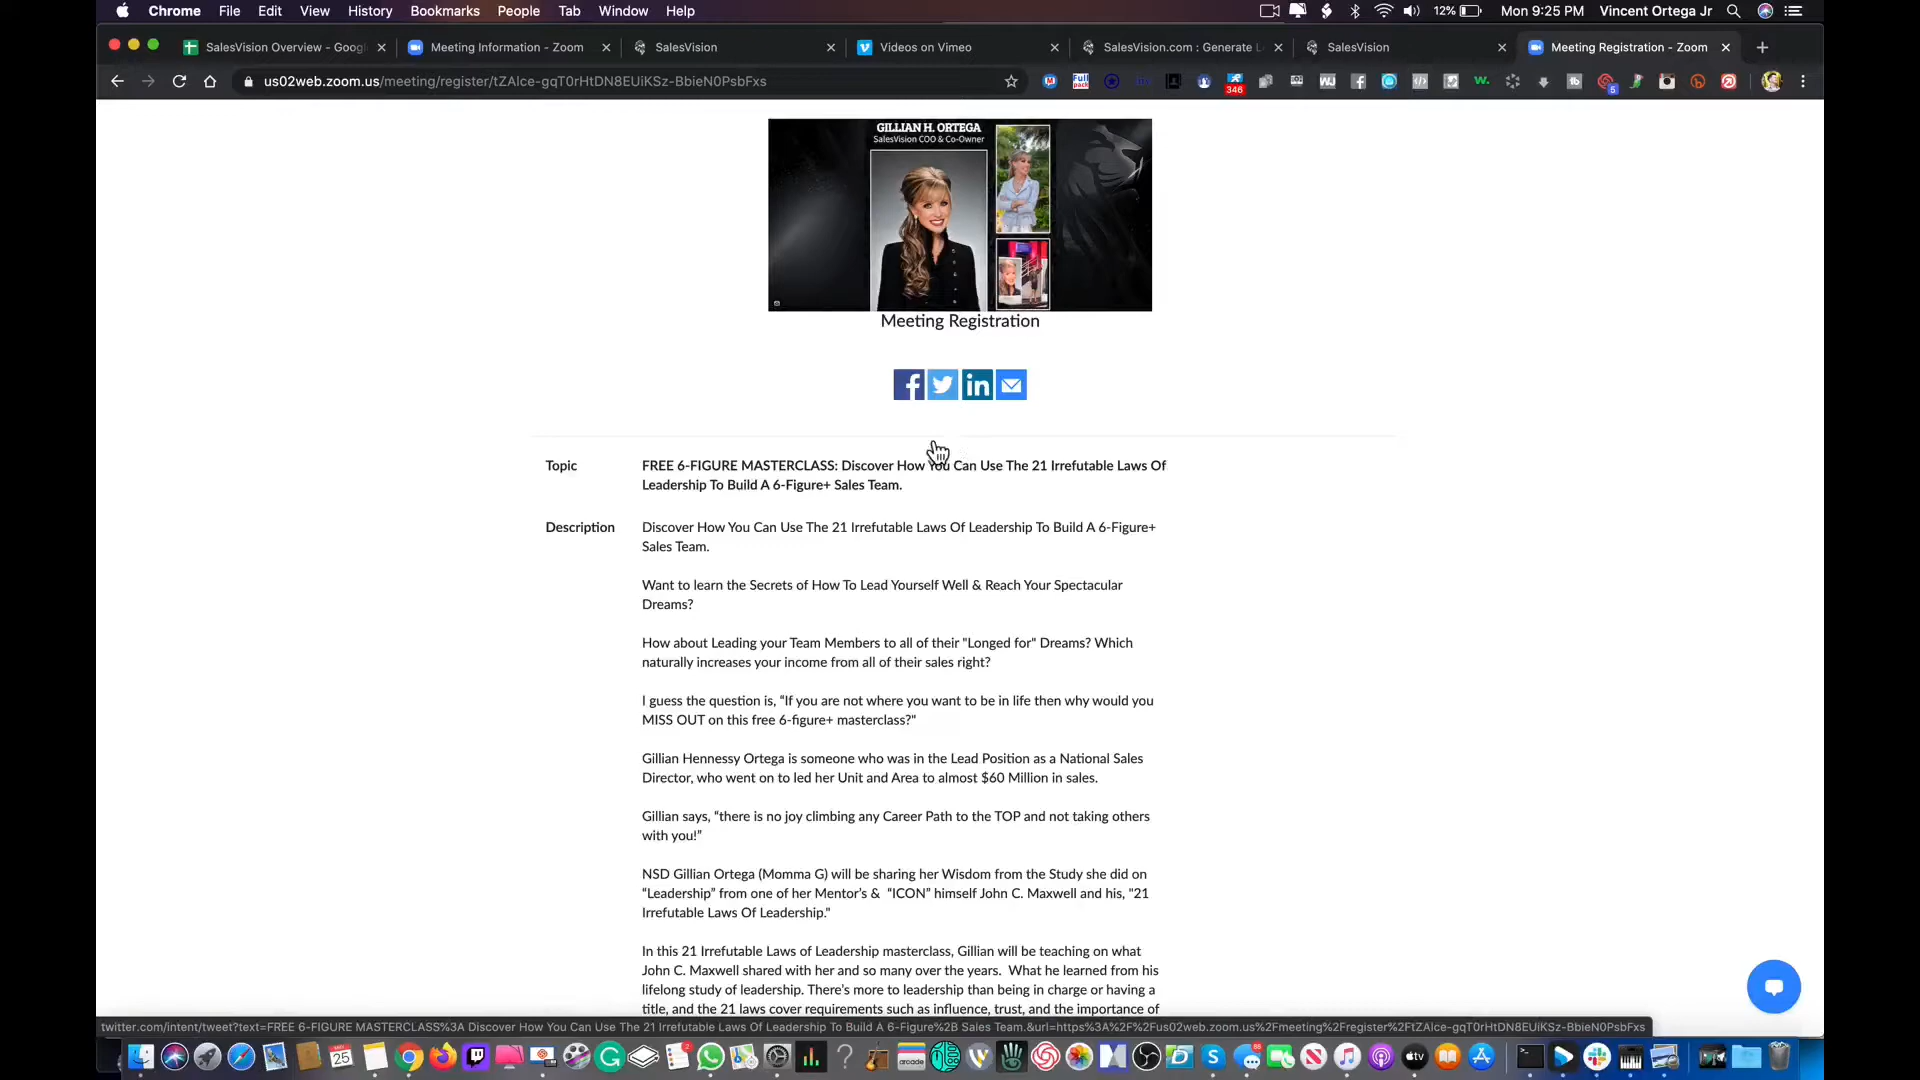 Chrome File Edit View History Bookmarks People Tab Window Help 12% Mon 9:25 PM Vincent Ortega Jr
SalesVision Overview - Googl Meeting Information - Zoom SalesVision Videos on Vimeo SalesVision.com : Generate L SalesVision Meeting Registration - Zoom
us02web.zoom.us/meeting/register/tZAlce-gqT0rHtDN8EUiKSz-BbieN0PsbFxs
346
5
GILLIAN H. ORTEGA
SalesVision COO & Co-Owner
Meeting Registration
Topic FREE 6-FIGURE MASTERCLASS: Discover How You Can Use The 21 Irrefutable Laws Of
Leadership To Build A 6-Figure+ Sales Team.
Description Discover How You Can Use The 21 Irrefutable Laws Of Leadership To Build A 6-Figure+
Sales Team.
Want to learn the Secrets of How To Lead Yourself Well & Reach Your Spectacular
Dreams?
How about Leading your Team Members to all of their "Longed for" Dreams? Which
naturally increases your income from all of their sales right?
I guess the question is, “If you are not where you want to be in life then why would you
MISS OUT on this free 6-figure+ masterclass?"
Gillian Hennessy Ortega is someone who was in the Lead Position as a National Sales
Director, who went on to led her Unit and Area to almost $60 Million in sales.
Gillian says, “there is no joy climbing any Career Path to the TOP and not taking others
with you!”
NSD Gillian Ortega (Momma G) will be sharing her Wisdom from the Study she did on
“Leadership” from one of her Mentor's & “ICON” himself John C. Maxwell and his, "21
Irrefutable Laws Of Leadership."
In this 21 Irrefutable Laws of Leadership masterclass, Gillian will be teaching on what
John C. Maxwell shared with her and so many over the years. What he learned from his
lifelong study of leadership. There's more to leadership than being in charge or having a
title, and the 21 laws cover requirements such as influence, trust, and the importance of
twitter.com/intent/tweet?text=FREE 6-FIGURE MASTERCLASS%3A Discover How You Can Use The 21 Irrefutable Laws Of Leadership To Build A 6-Figure%2B Sales Team.&url=https%3A%2F%2Fus02web.zoom.us%2Fmeeting%2Fregister%2FtZAlce-gqT0rHtDN8EUiKSz-BbieN0PsbFxs
25